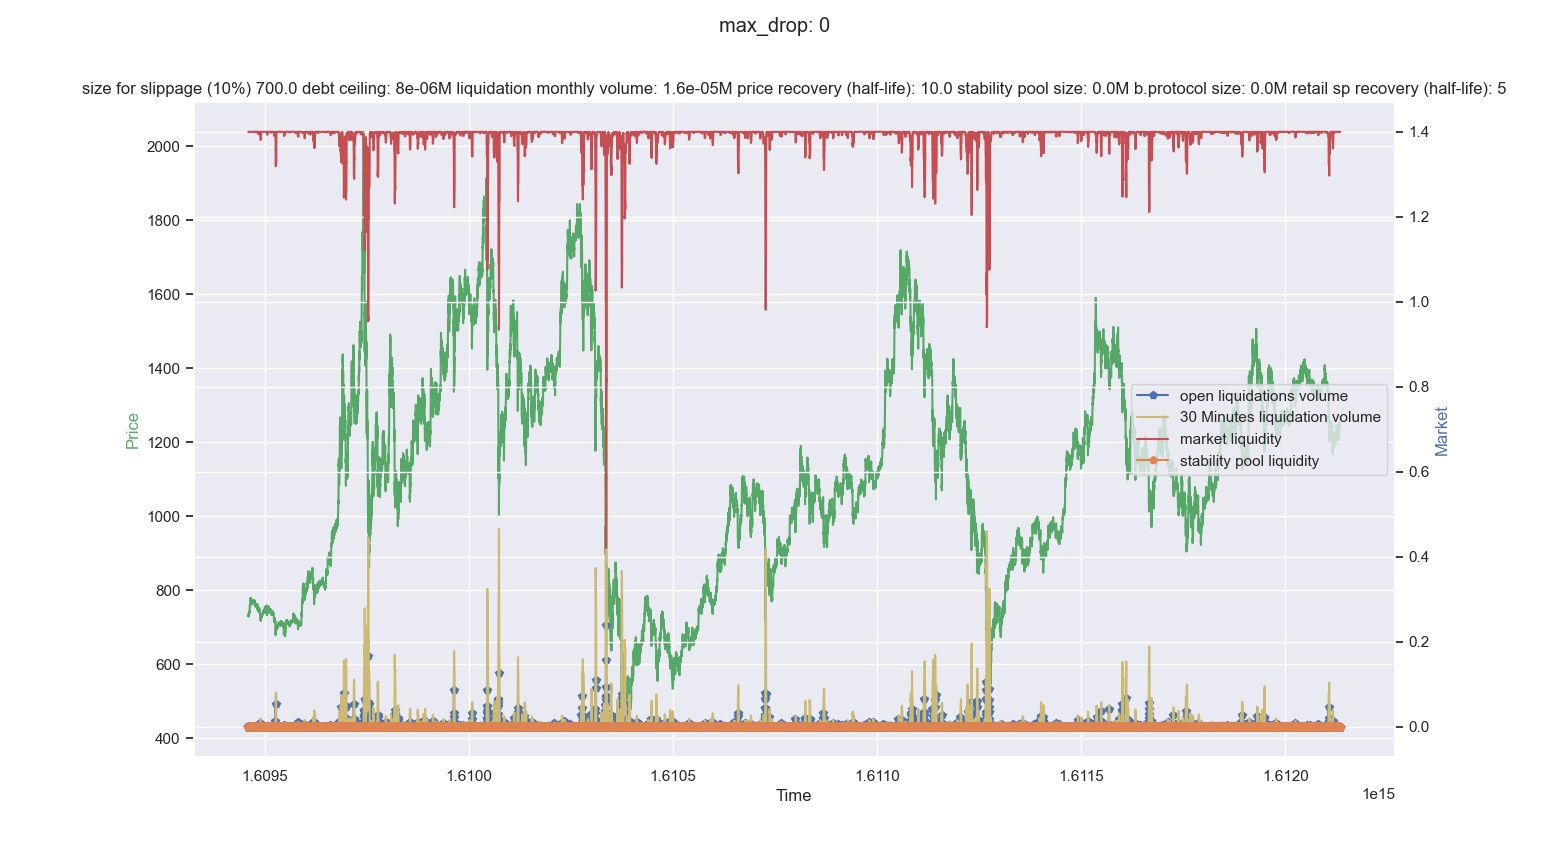 max_drop: 0
size for slippage (10%) 700.0 debt ceiling: 8e-06M liquidation monthly volume: 1.6e-05M price recovery (half-life): 10.0 stability pool size: 0.0M b.protocol size: 0.0M retail sp recovery (half-life): 5
2000
1800
1600
1400
1200
1000
800
600
400
Price
1.4
1.2
1.0
0.8
0.6
0.4
0.2
0.0
Market
open liquidations volume
30 Minutes liquidation volume
market liquidity
stability pool liquidity
1.6095 1.6100 1.6105 1.6110 1.6115 1.6120
Time
1e15